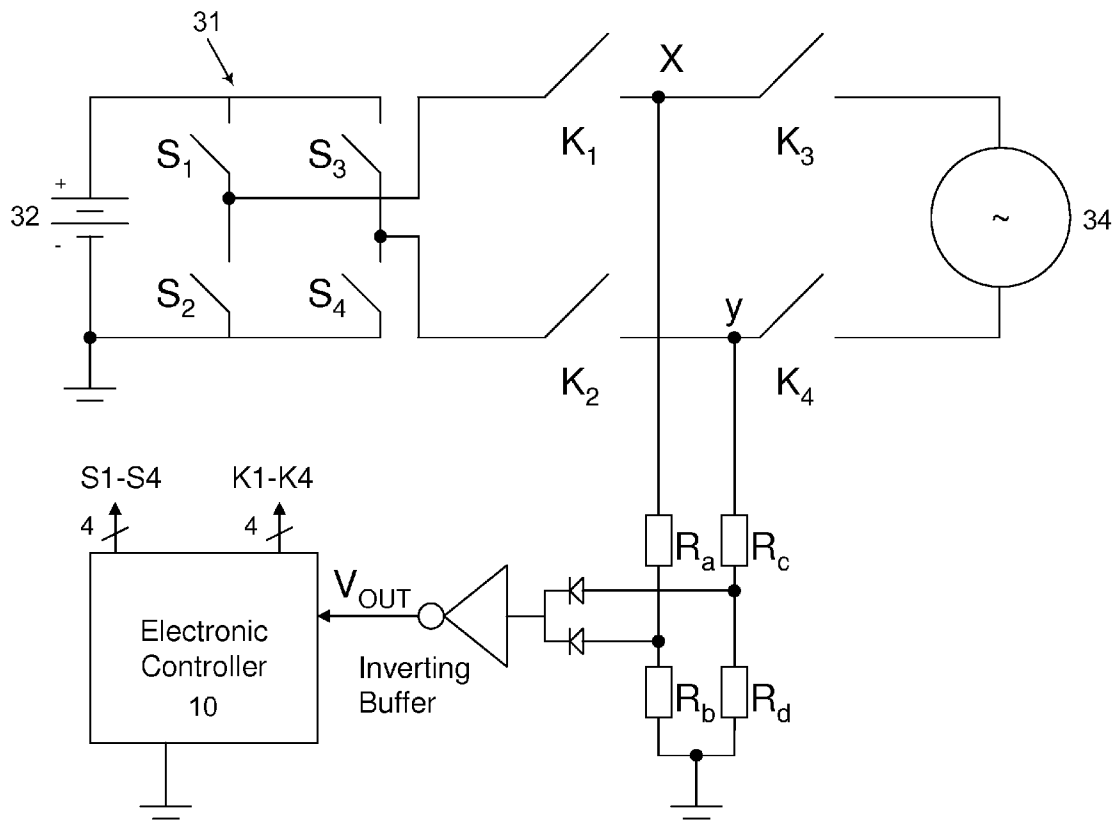 31
X
S1
S3
K1
K3
+
32
-
~
34
S2
S4
y
K2
K4
S1-S4
K1-K4
4
4
Ra
Rc
VOUT
Electronic
Controller
10
Inverting
Buffer
Rb
Rd